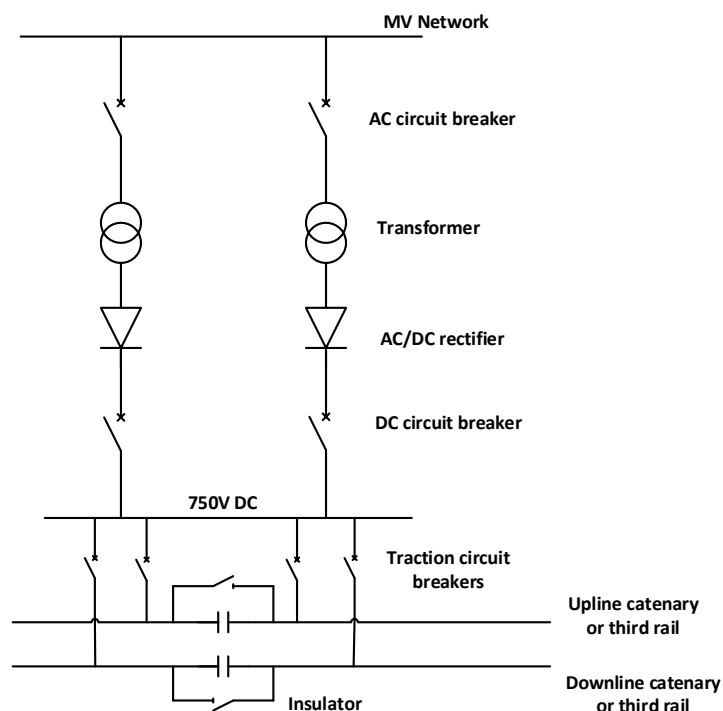 MV Network
AC circuit breaker
Transformer
AC/DC rectifier
DC circuit breaker
750V DC
Traction circuit
breakers
Upline catenary
or third rail
Downline catenary
or third rail
Insulator